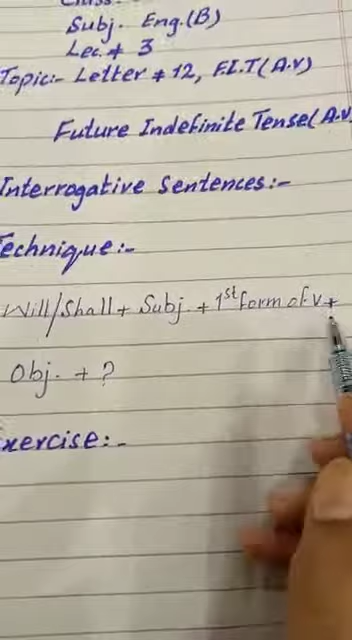 Subj. Eng.(B)
Lec.# 3
Topic:- Letter # 12, F.I.T(A.V)
Future Indefinite Tense(A.V
Interrogative Sentences:-
Technique:-
Will/Shall + Subj. + 1st form of v +
Obj. + ?
xercise:-